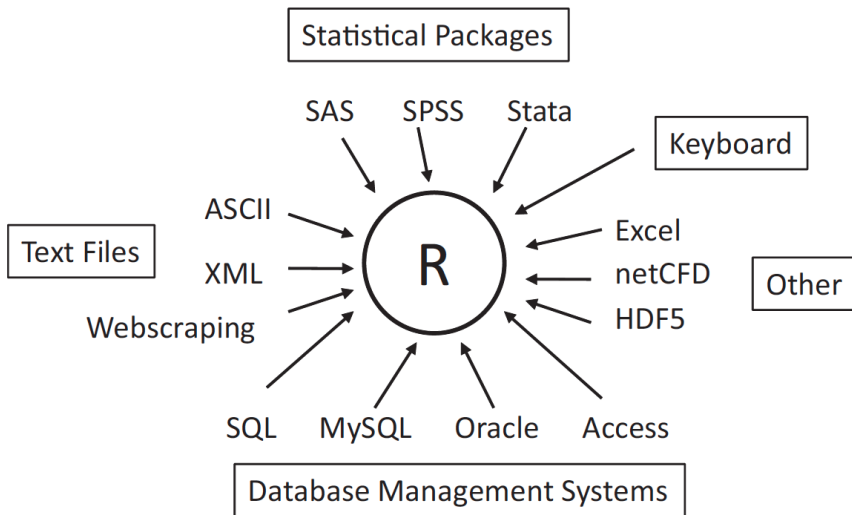 Statistical Packages
SAS SPSS Stata
Keyboard
ASCII
Text Files
XML
Webscraping
R
Excel
netCFD
Other
HDF5
SQL MySQL Oracle Access
Database Management Systems